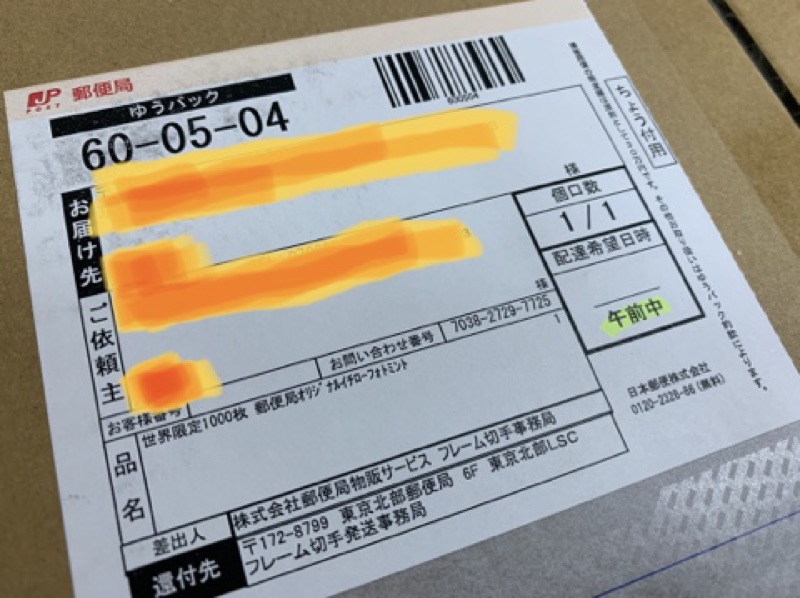 JP POST 郵便局
ゆうパック
60-05-04
600504
ちょう付用
お届け先
様
個口数
1/1
配達希望日時
午前中
ご依頼主
様
お客様番号
お問い合わせ番号
7038-2729-7725
1
品名
世界限定1000枚 郵便局オリジナルイチローフォトミント
差出人
株式会社郵便局物販サービス フレーム切手事務局
還付先
〒172-8799 東京北部郵便局 6F 東京北部LSC
フレーム切手発送事務局
日本郵便株式会社
0120-2328-86 (無料)